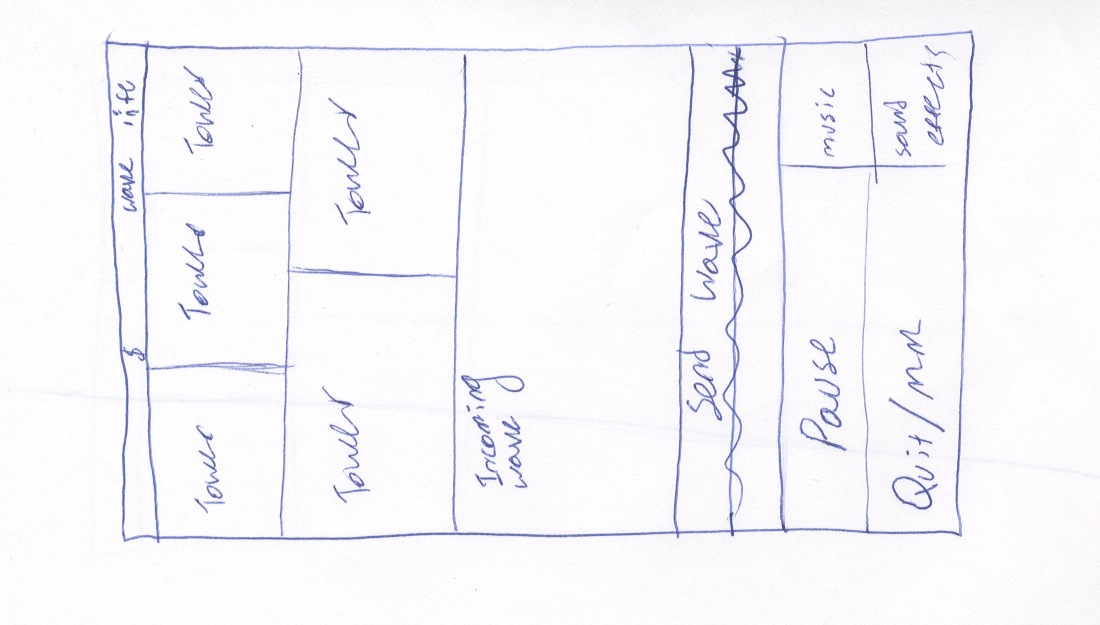 $ wave life
Tower Tower Tower
Tower Tower
Incoming
wave
Send wave
Pause music
Quit/MM sound
effects